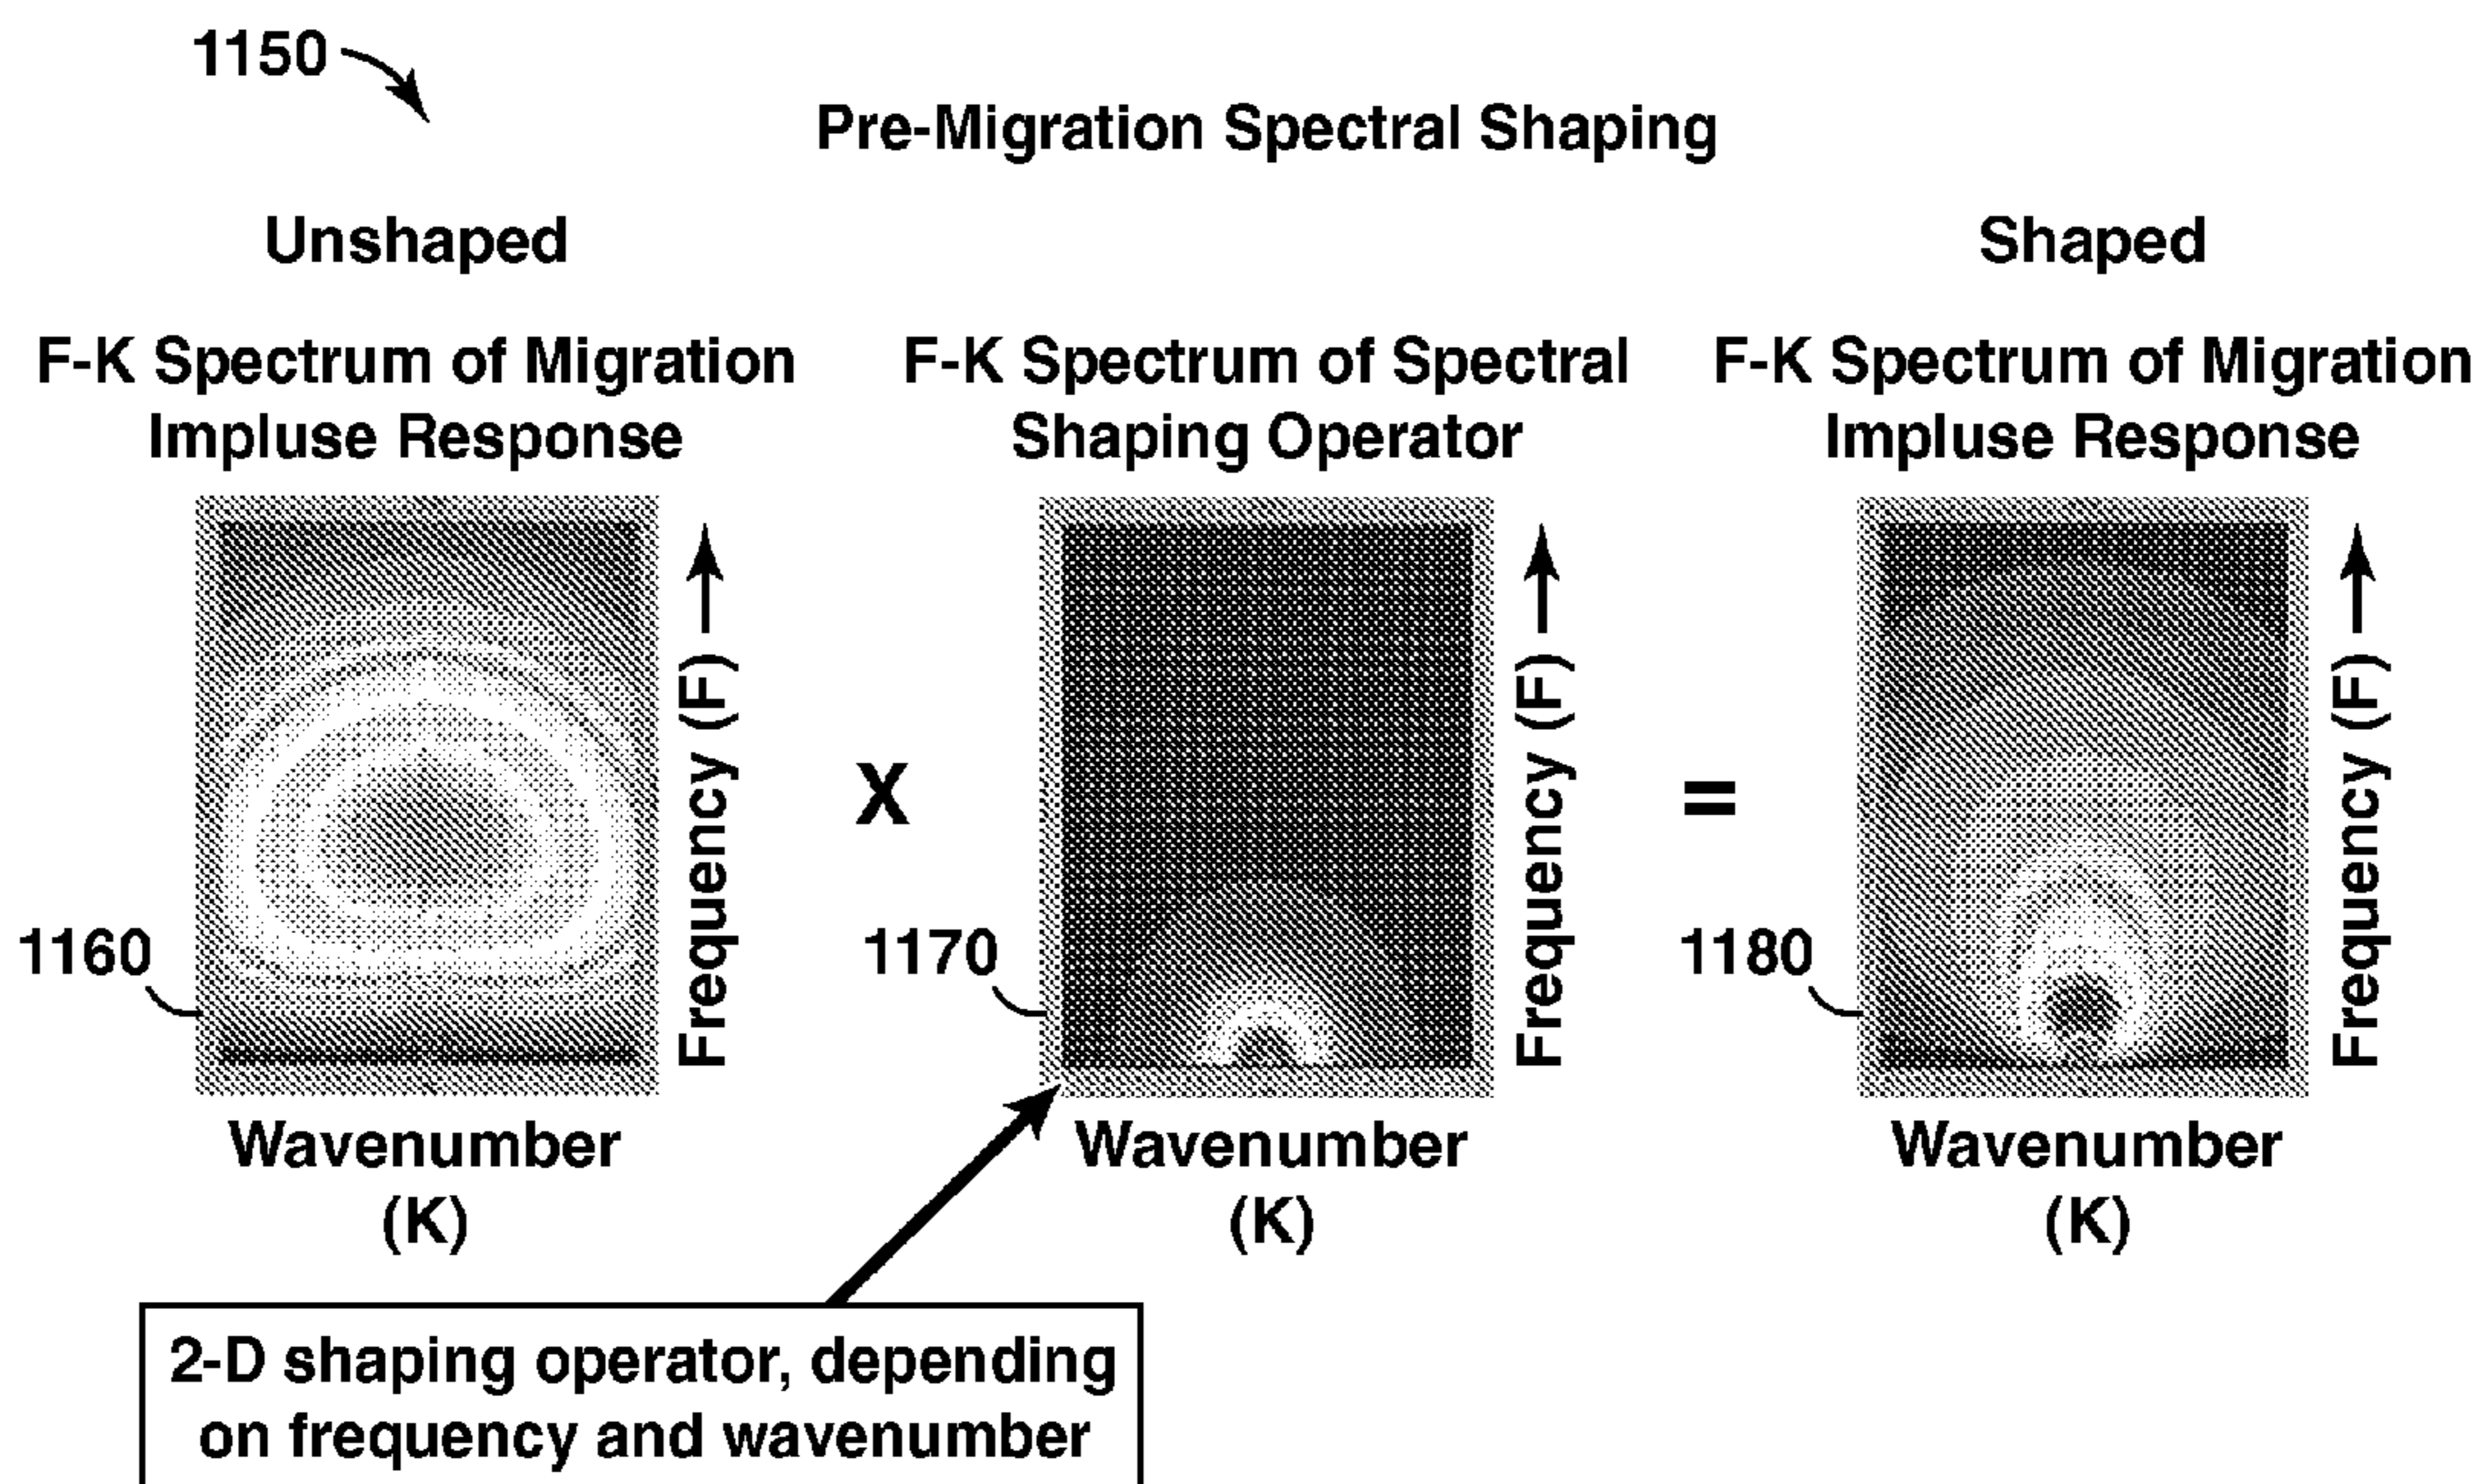 1150
Pre-Migration Spectral Shaping
Unshaped
Shaped
F-K Spectrum of Migration
Impluse Response
F-K Spectrum of Spectral
Shaping Operator
F-K Spectrum of Migration
Impluse Response
1160
Frequency (F)
Wavenumber
(K)
X
1170
Frequency (F)
Wavenumber
(K)
=
1180
Frequency (F)
Wavenumber
(K)
2-D shaping operator, depending
on frequency and wavenumber